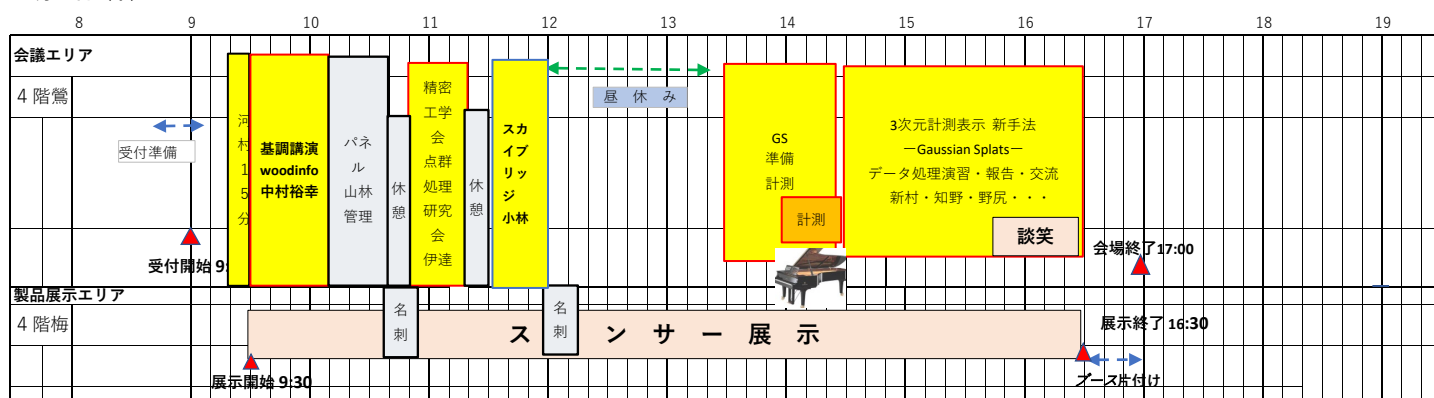 8 9 10 11 12 13 14 15 16 17 18 19
会議エリア
4 階鶯
受付準備
受付開始 9:
河
村
1
5
分
基調講演
woodinfo
中村裕幸
パネ
ル
山林
管理
休
憩
精密
工学
会
点群
処理
研究
会
伊達
休
憩
スカ
イブ
リッ
ジ
小林
昼 休 み
GS
準備
計測
計測
3次元計測表示 新手法
ーGaussian Splatsー
データ処理演習・報告・交流
新村・知野・野尻・・・
談笑
会場終了17:00
製品展示エリア
4 階梅
名
刺
名
刺
ス ンサー展示
展示開始 9:30
展示終了 16:30
ブース片付け